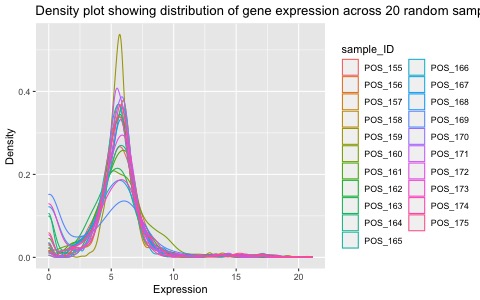 Density plot showing distribution of gene expression across 20 random samp
Density
0.4
0.2
0.0
0 5 10 15 20
Expression
sample_ID
POS_155 POS_166
POS_156 POS_167
POS_157 POS_168
POS_158 POS_169
POS_159 POS_170
POS_160 POS_171
POS_161 POS_172
POS_162 POS_173
POS_163 POS_174
POS_164 POS_175
POS_165